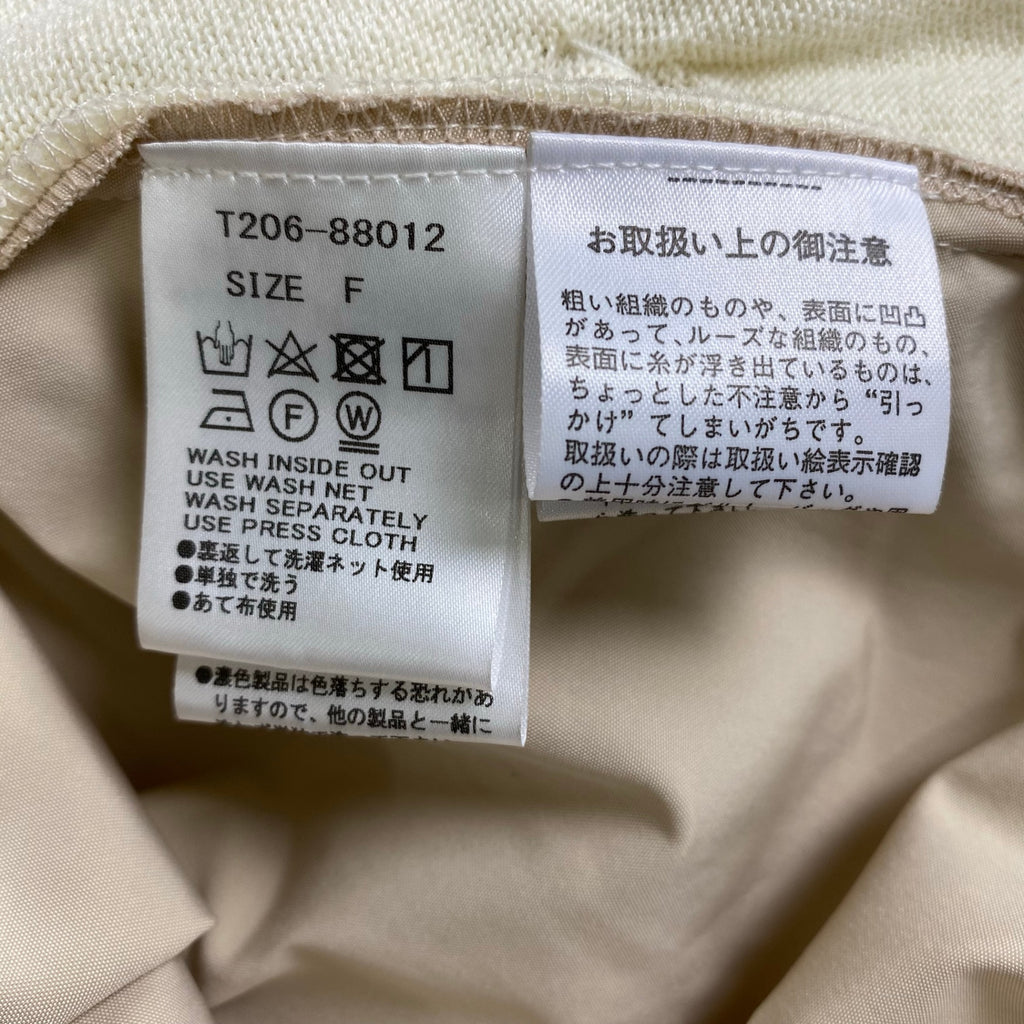 T206-88012
SIZE F
F
W
WASH INSIDE OUT
USE WASH NET
WASH SEPARATELY
USE PRESS CLOTH
●裏返して洗濯ネット使用
●単独で洗う
●あて布使用
●濃色製品は色落ちする恐れがあ
りますので、他の製品と一緒に
お取扱い上の御注意
粗い組織のものや、表面に凹凸
があって、ルーズな組織のもの、
表面に糸が浮き出ているものは、
ちょっとした不注意から“引っ
かけ”てしまいがちです。
取扱いの際は取扱い絵表示確認
の上十分注意して下さい。